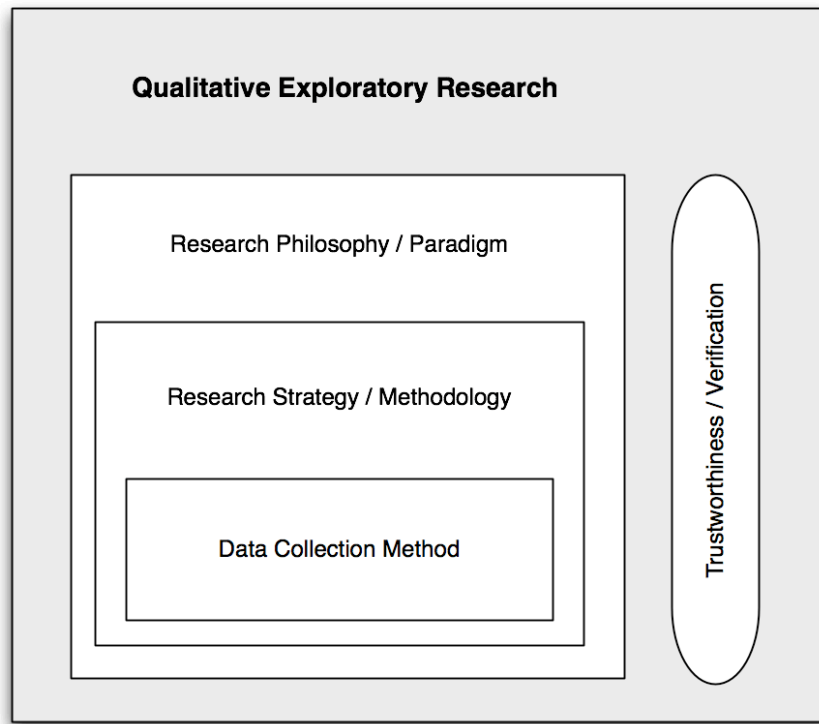 Qualitative Exploratory Research
Research Philosophy / Paradigm
Research Strategy / Methodology
Data Collection Method
Trustworthiness / Verification